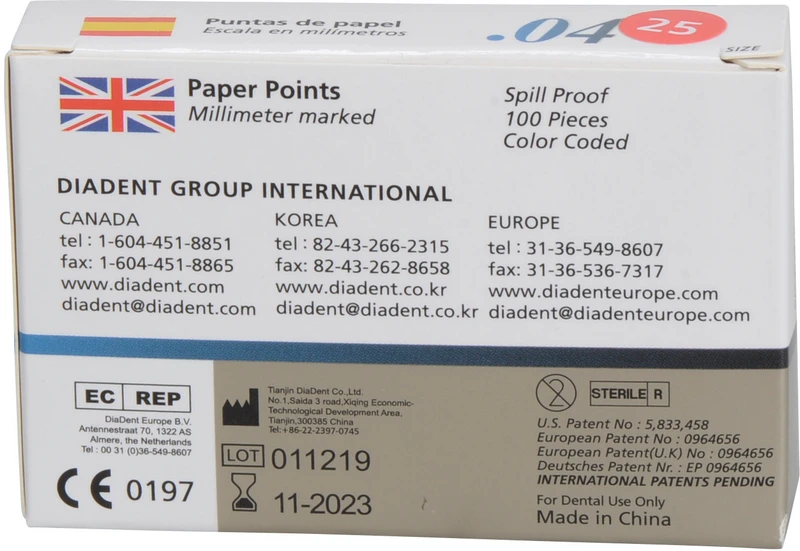 Puntas de papel
Escala en milímetros
.04 25
SIZE
Paper Points
Millimeter marked
Spill Proof
100 Pieces
Color Coded
DIADENT GROUP INTERNATIONAL
CANADA
tel : 1-604-451-8851
fax: 1-604-451-8865
www.diadent.com
diadent@diadent.com
KOREA
tel : 82-43-266-2315
fax: 82-43-262-8658
www.diadent.co.kr
diadent@diadent.co.kr
EUROPE
tel : 31-36-549-8607
fax: 31-36-536-7317
www.diadenteurope.com
diadent@diadenteurope.com
EC REP
DiaDent Europe B.V.
Antennestraat 70, 1322 AS
Almere, the Netherlands
Tel : 00 31 (0)36-549-8607
CE 0197
Tianjin DiaDent Co.,Ltd.
No.1,Saida 3 road,Xiqing Economic-
Technological Development Area,
Tianjin,300385 China
Tel:+86-22-2397-0745
LOT 011219
11-2023
2
STERILE R
U.S. Patent No : 5,833,458
European Patent No : 0964656
European Patent(U.K) No : 0964656
Deutsches Patent Nr. : EP 0964656
INTERNATIONAL PATENTS PENDING
For Dental Use Only
Made in China